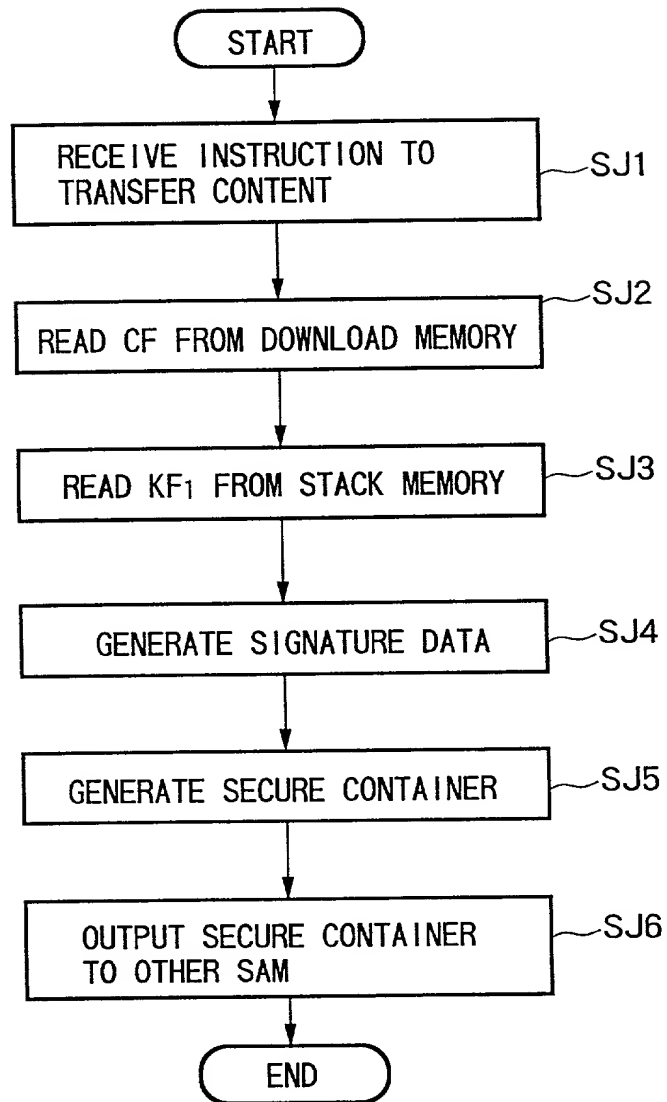 START
RECEIVE INSTRUCTION TO
TRANSFER CONTENT
SJ1
READ CF FROM DOWNLOAD MEMORY
SJ2
READ KF₁ FROM STACK MEMORY
SJ3
GENERATE SIGNATURE DATA
SJ4
GENERATE SECURE CONTAINER
SJ5
OUTPUT SECURE CONTAINER
TO OTHER SAM
SJ6
END